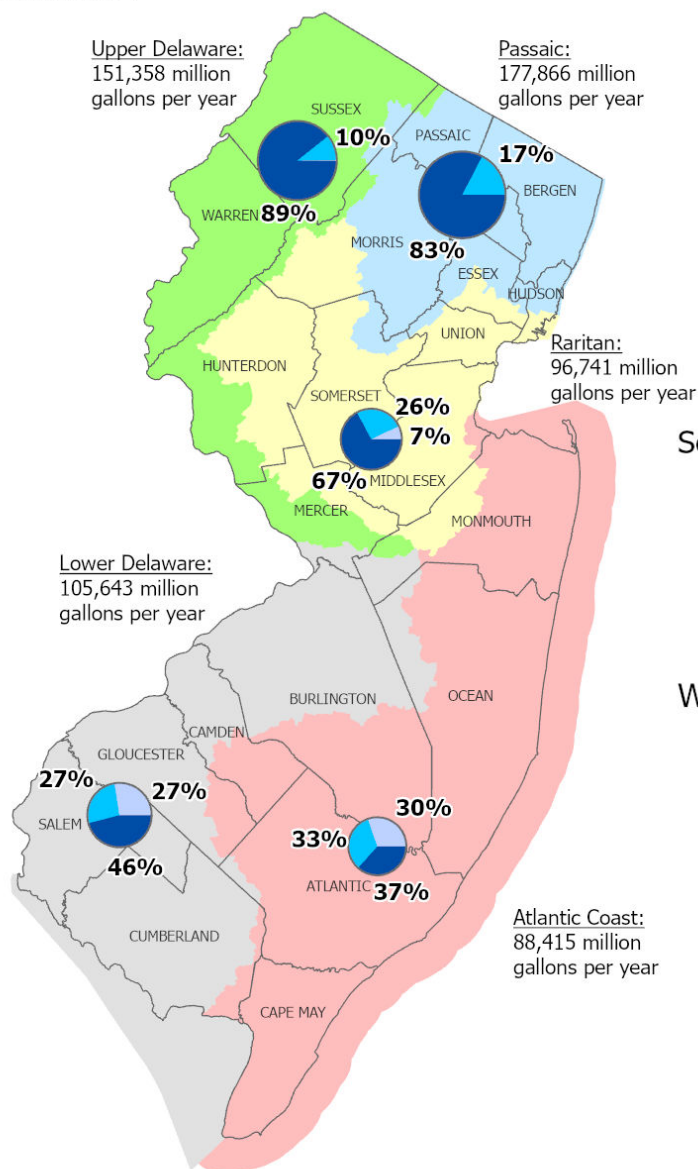 Upper Delaware:
151,358 million
gallons per year
Passaic:
177,866 million
gallons per year
SUSSEX
10%
PASSAIC
17%
BERGEN
WARREN
89%
MORRIS
83%
ESSEX
HUDSON
UNION
Raritan:
96,741 million
gallons per year
HUNTERDON
SOMERSET
26%
7%
67%
MIDDLESEX
MERCER
MONMOUTH
Lower Delaware:
105,643 million
gallons per year
BURLINGTON
OCEAN
CAMDEN
GLOUCESTER
27%
27%
SALEM
46%
30%
33%
37%
ATLANTIC
CUMBERLAND
Atlantic Coast:
88,415 million
gallons per year
CAPE MAY